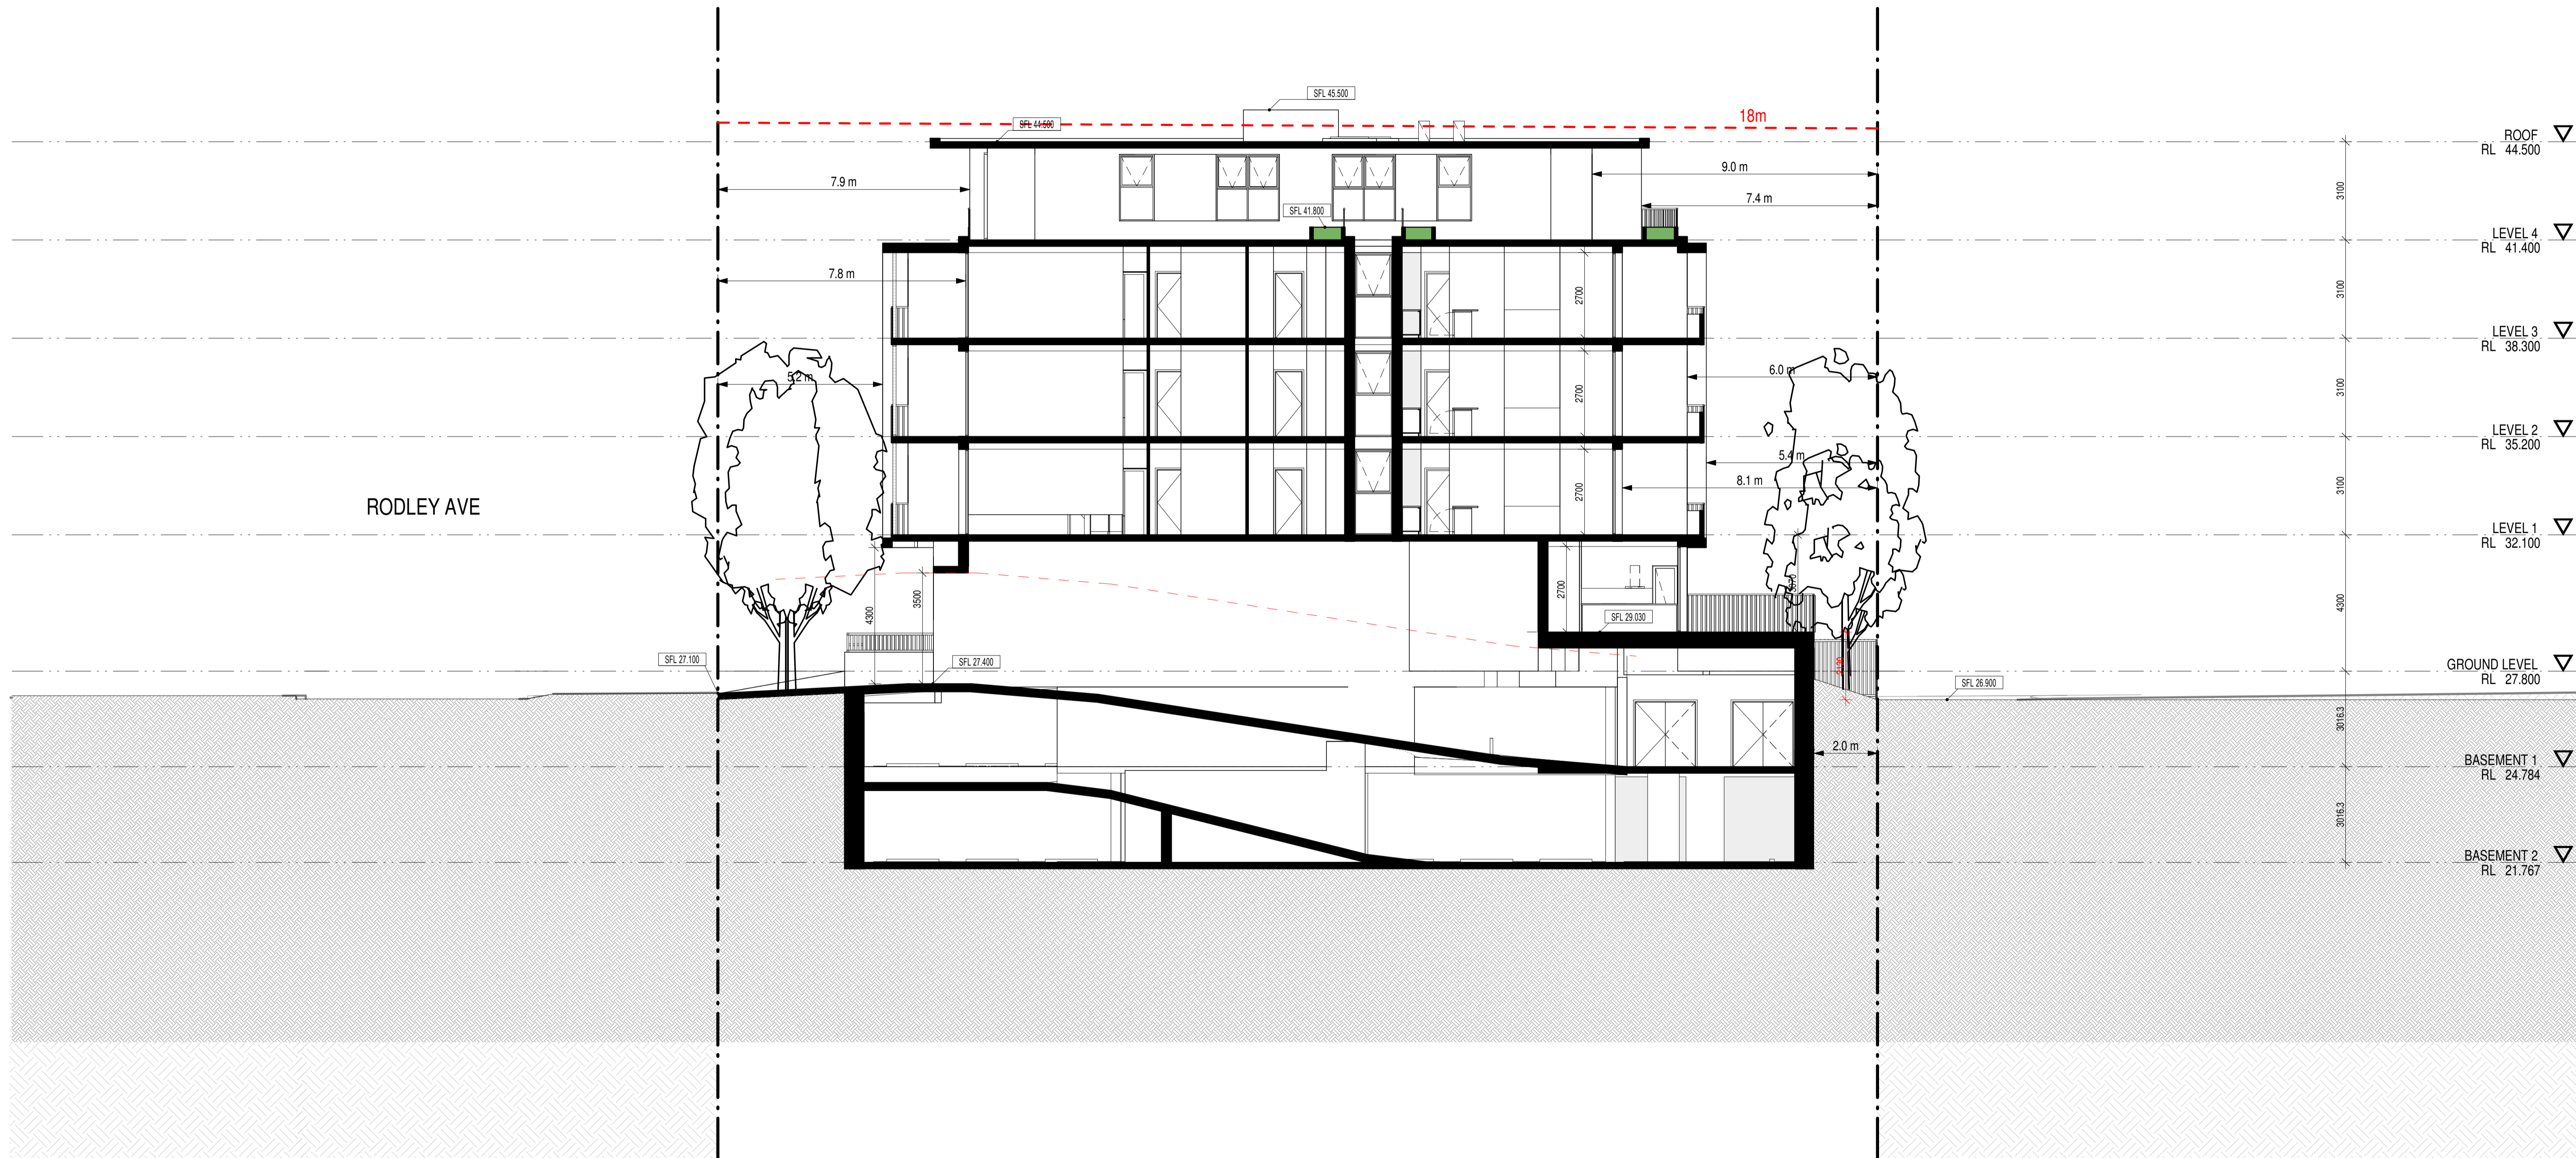 SFL 45.500
18m
SFL 44.500
ROOF
RL 44.500
9.0 m
7.9 m
7.4 m
3100
SFL 41.800
LEVEL 4
RL 41.400
7.8 m
2700
3100
LEVEL 3
RL 38.300
5.2 m
6.0 m
2700
3100
LEVEL 2
RL 35.200
5.4 m
8.1 m
2700
3100
RODLEY AVE
LEVEL 1
RL 32.100
4300
3500
2700
4300
SFL 29.030
SFL 27.100
SFL 27.400
GROUND LEVEL
RL 27.800
SFL 26.900
3016.3
2.0 m
BASEMENT 1
RL 24.784
3016.3
BASEMENT 2
RL 21.767